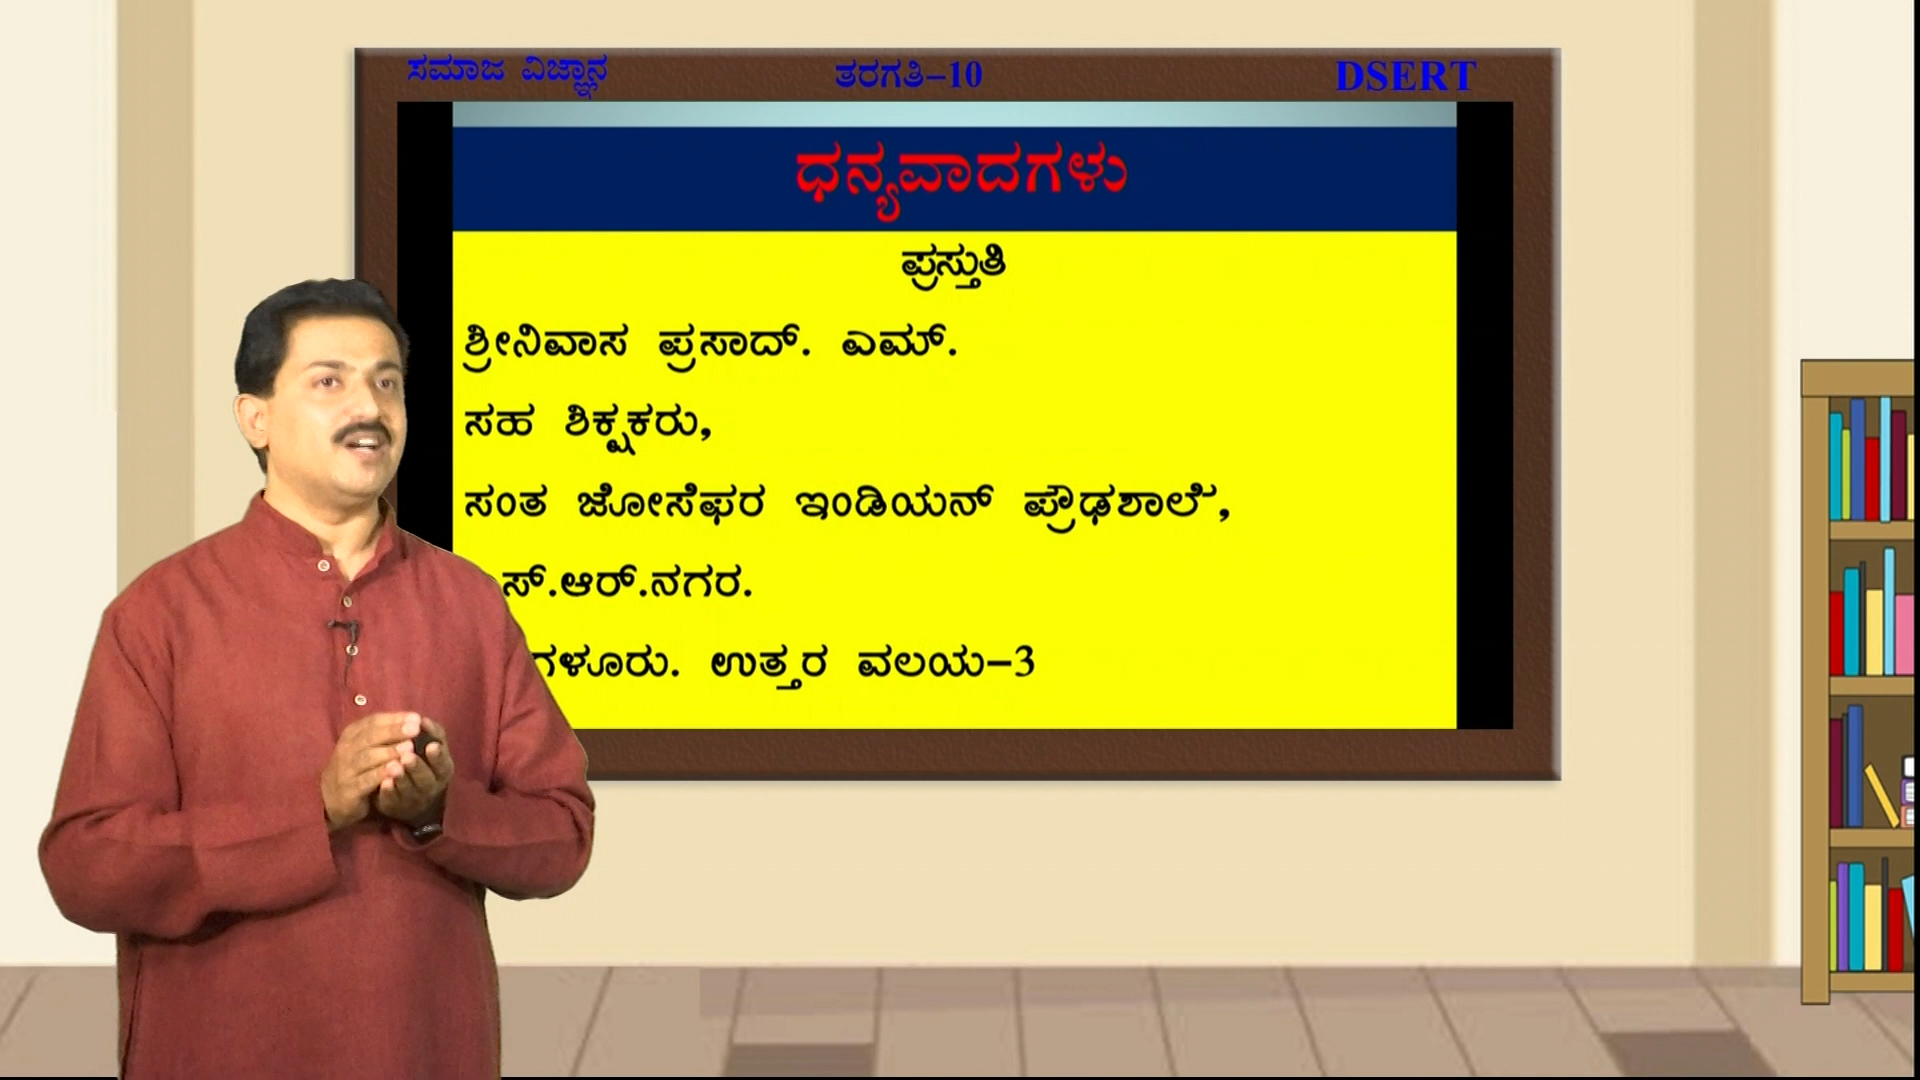 ಸಮಾಜ ವಿಜ್ಞಾನ ತರಗತಿ-10 DSERT
ಧನ್ಯವಾದಗಳು
ಪ್ರಸ್ತುತಿ
ಶ್ರೀನಿವಾಸ ಪ್ರಸಾದ್. ಎಮ್.
ಸಹ ಶಿಕ್ಷಕರು,
ಸಂತ ಜೋಸೆಫರ ಇಂಡಿಯನ್ ಪ್ರೌಢಶಾಲೆ,
ಆರ್.ನಗರ.
ಉತ್ತರ ವಲಯ-3